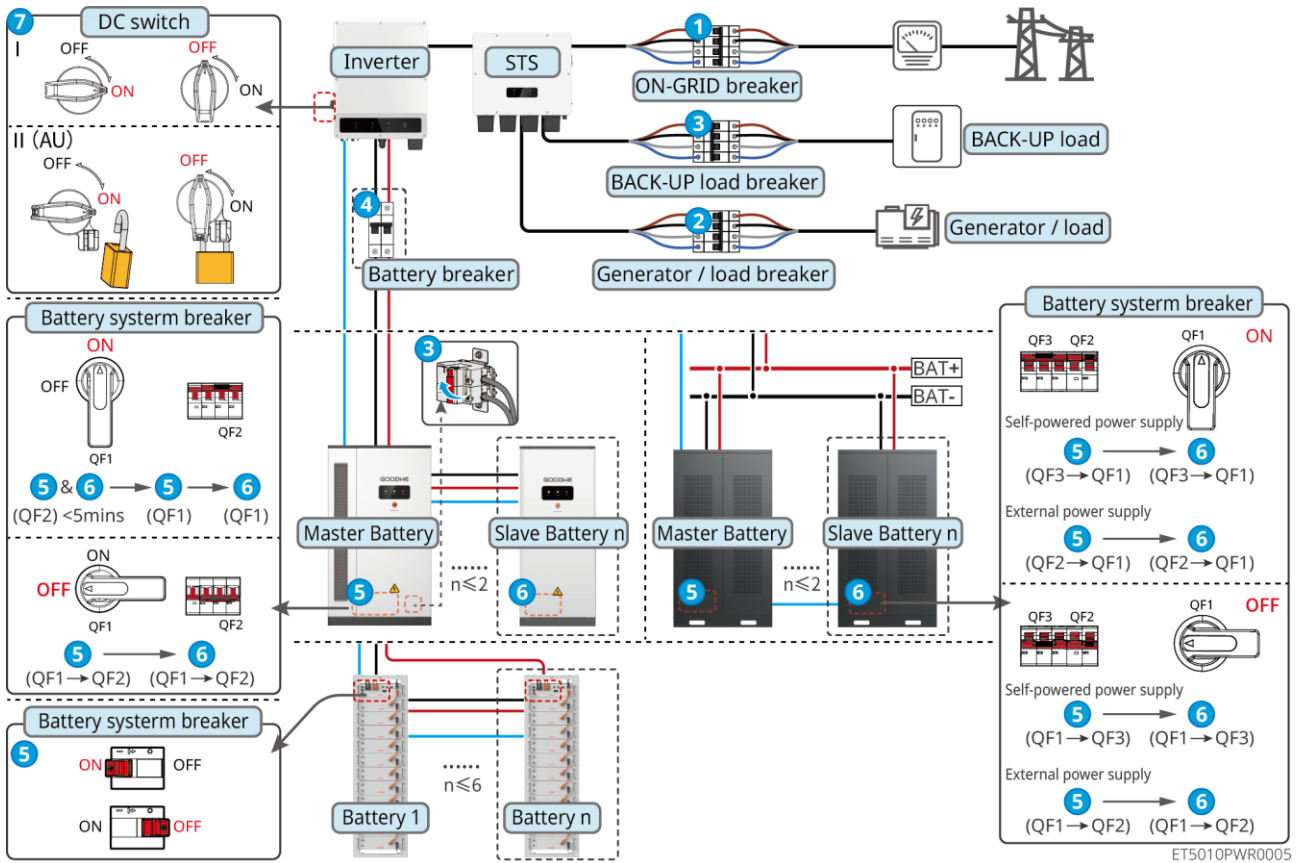 7
DC switch
I
OFF
ON
OFF
ON
II (AU)
OFF
ON
OFF
ON
Inverter
STS
1
ON-GRID breaker
3
BACK-UP load breaker
BACK-UP load
2
Generator / load breaker
Generator / load
4
Battery breaker
Battery systerm breaker
ON
OFF
QF1
QF2
5 & 6 → 5 → 6
(QF2) <5mins (QF1) (QF1)
ON
OFF
QF1
QF2
5 → 6
(QF1→QF2) (QF1→QF2)
3
GOODWE
GOODWE
Master Battery
Slave Battery n
n≤2
5
6
BAT+
BAT-
Master Battery
Slave Battery n
n≤2
5
6
Battery systerm breaker
QF3 QF2
QF1
ON
Self-powered power supply
5 → 6
(QF3→QF1) (QF3→QF1)
External power supply
5 → 6
(QF2→QF1) (QF2→QF1)
QF3 QF2
QF1
OFF
Self-powered power supply
5 → 6
(QF1→QF3) (QF1→QF3)
External power supply
5 → 6
(QF1→QF2) (QF1→QF2)
Battery systerm breaker
5
ON
OFF
ON
OFF
Battery 1
n≤6
Battery n
ET5010PWR0005